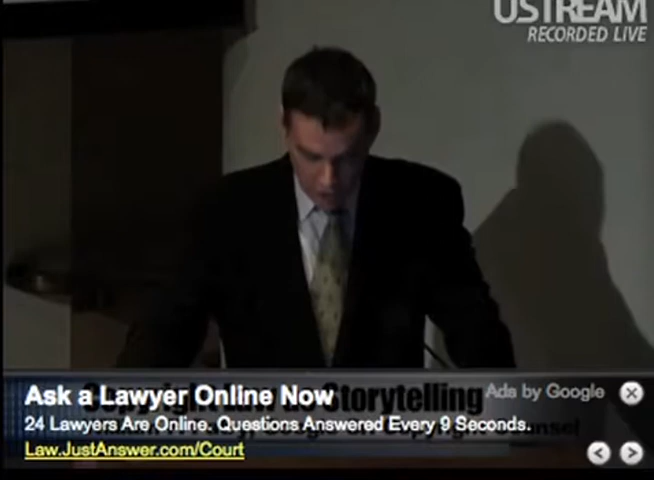 USTREAM
RECORDED LIVE
Ask a Lawyer Online Now
Storytelling
Ads by Google
24 Lawyers Are Online. Questions Answered Every 9 Seconds.
Law.JustAnswer.com/Court